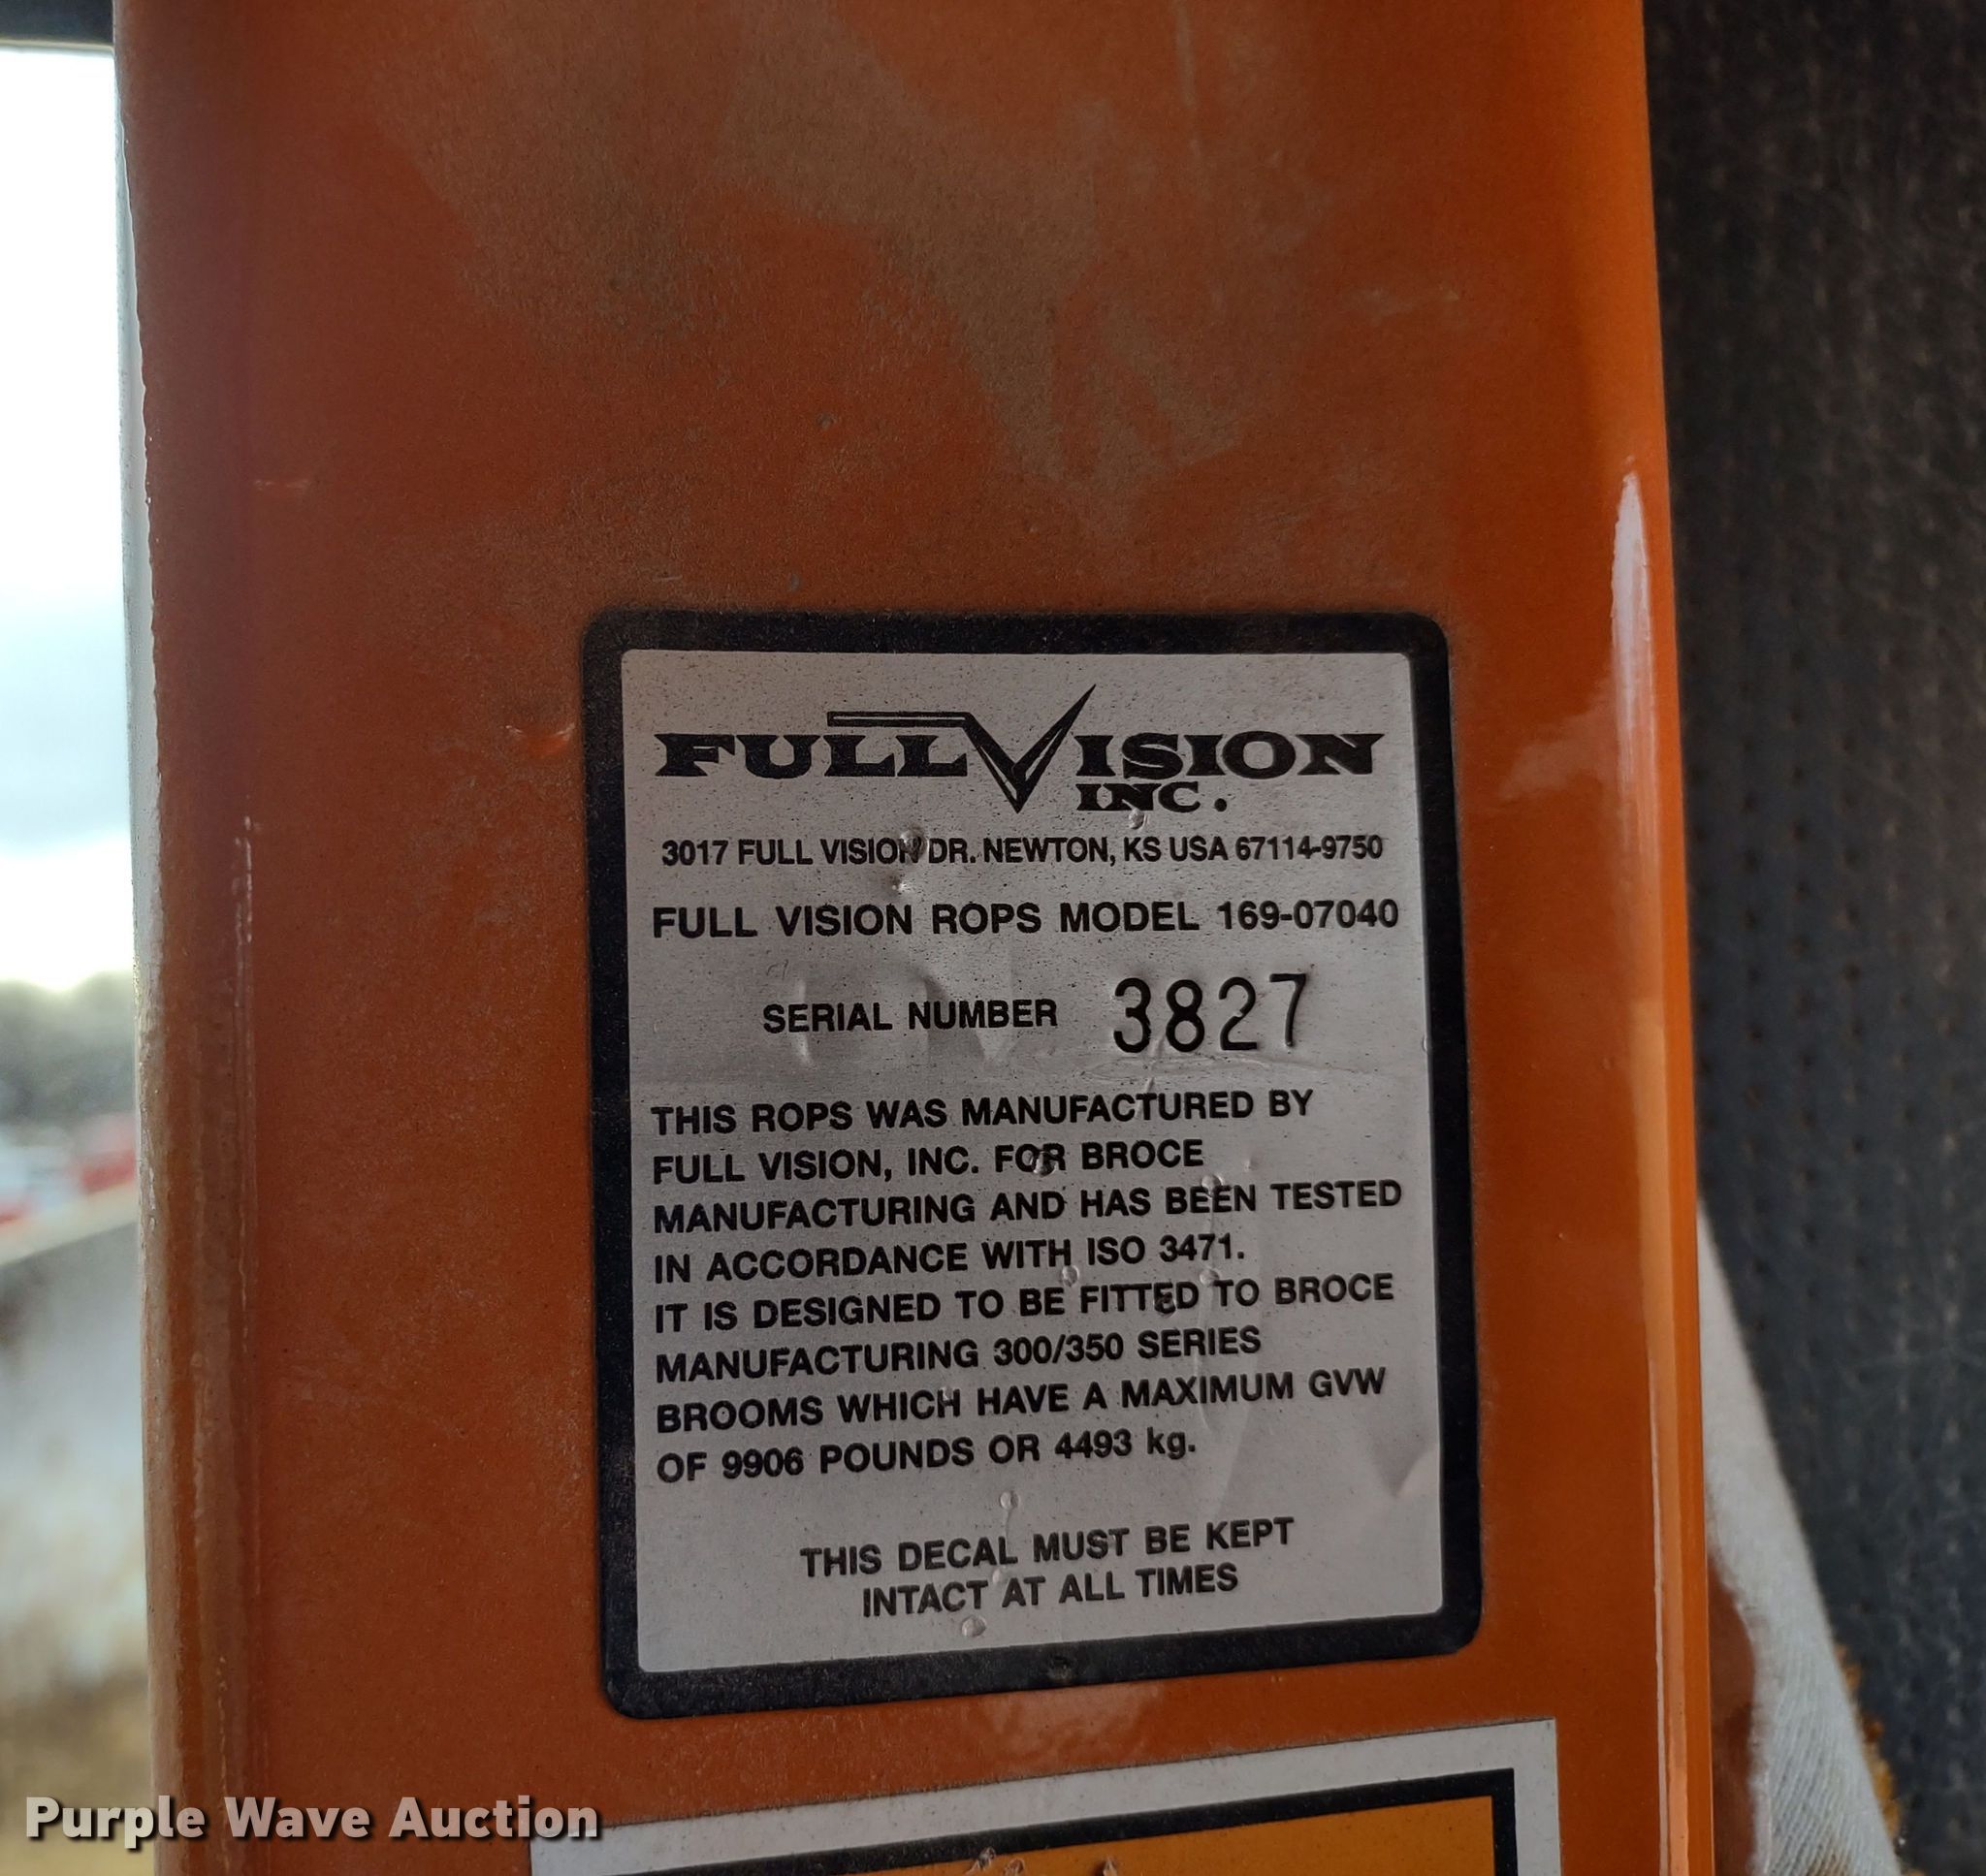 FULL VISION
INC.
3017 FULL VISION DR. NEWTON, KS USA 67114-9750
FULL VISION ROPS MODEL 169-07040
SERIAL NUMBER 3827
THIS ROPS WAS MANUFACTURED BY
FULL VISION, INC. FOR BROCE
MANUFACTURING AND HAS BEEN TESTED
IN ACCORDANCE WITH ISO 3471.
IT IS DESIGNED TO BE FITTED TO BROCE
MANUFACTURING 300/350 SERIES
BROOMS WHICH HAVE A MAXIMUM GVW
OF 9906 POUNDS OR 4493 kg.
THIS DECAL MUST BE KEPT
INTACT AT ALL TIMES
Purple Wave Auction